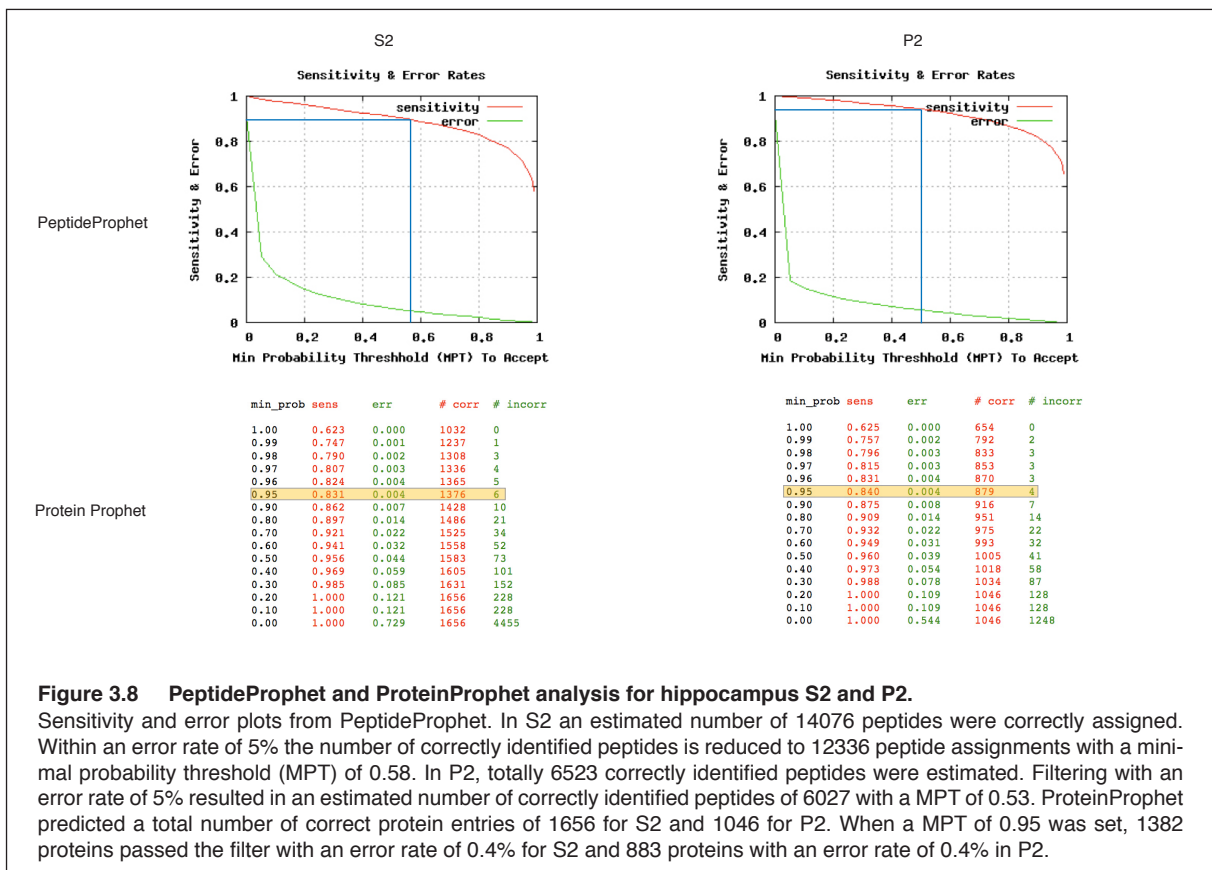 S2
P2
PeptideProphet
Sensitivity & Error Rates
sensitivity
error
Sensitivity & Error
1
0.8
0.6
0.4
0.2
0
0 0.2 0.4 0.6 0.8 1
Min Probability Threshhold (MPT) To Accept
Sensitivity & Error Rates
sensitivity
error
Sensitivity & Error
1
0.8
0.6
0.4
0.2
0
0 0.2 0.4 0.6 0.8 1
Min Probability Threshhold (MPT) To Accept
Protein Prophet
min_prob sens err # corr # incorr
1.00 0.623 0.000 1032 0
0.99 0.747 0.001 1237 1
0.98 0.790 0.002 1308 3
0.97 0.807 0.003 1336 4
0.96 0.824 0.004 1365 5
0.95 0.831 0.004 1376 6
0.90 0.862 0.007 1428 10
0.80 0.897 0.014 1486 21
0.70 0.921 0.022 1525 34
0.60 0.941 0.032 1558 52
0.50 0.956 0.044 1583 73
0.40 0.969 0.059 1605 101
0.30 0.985 0.085 1631 152
0.20 1.000 0.121 1656 228
0.10 1.000 0.121 1656 228
0.00 1.000 0.729 1656 4455
min_prob sens err # corr # incorr
1.00 0.625 0.000 654 0
0.99 0.757 0.002 792 2
0.98 0.796 0.003 833 3
0.97 0.815 0.003 853 3
0.96 0.831 0.004 870 3
0.95 0.840 0.004 879 4
0.90 0.875 0.008 916 7
0.80 0.909 0.014 951 14
0.70 0.932 0.022 975 22
0.60 0.949 0.031 993 32
0.50 0.960 0.039 1005 41
0.40 0.973 0.054 1018 58
0.30 0.988 0.078 1034 87
0.20 1.000 0.109 1046 128
0.10 1.000 0.109 1046 128
0.00 1.000 0.544 1046 1248
Figure 3.8 PeptideProphet and ProteinProphet analysis for hippocampus S2 and P2.
Sensitivity and error plots from PeptideProphet. In S2 an estimated number of 14076 peptides were correctly assigned.
Within an error rate of 5% the number of correctly identified peptides is reduced to 12336 peptide assignments with a mini-
mal probability threshold (MPT) of 0.58. In P2, totally 6523 correctly identified peptides were estimated. Filtering with an
error rate of 5% resulted in an estimated number of correctly identified peptides of 6027 with a MPT of 0.53. ProteinProphet
predicted a total number of correct protein entries of 1656 for S2 and 1046 for P2. When a MPT of 0.95 was set, 1382
proteins passed the filter with an error rate of 0.4% for S2 and 883 proteins with an error rate of 0.4% in P2.